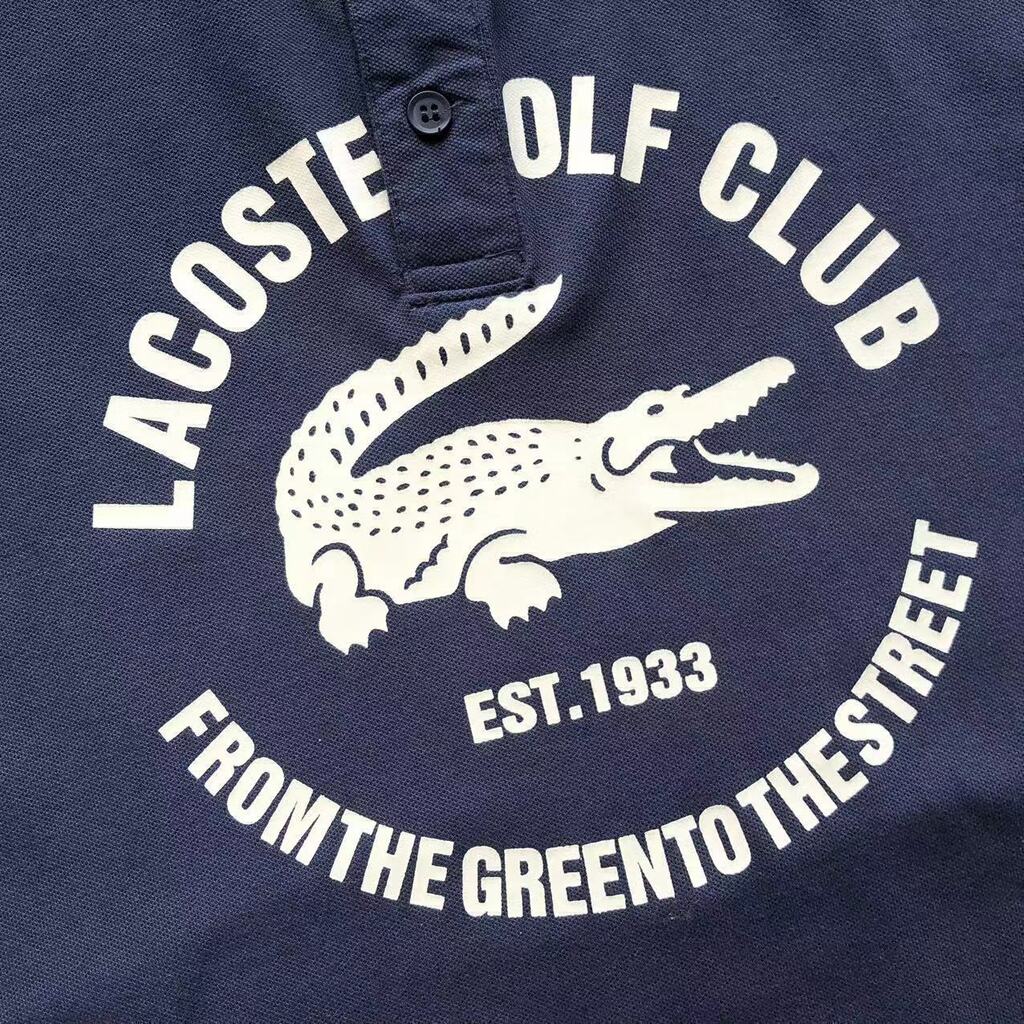 LACOSTE OLF CLUB
EST.1933
FROM THE GREEN TO THE STREET